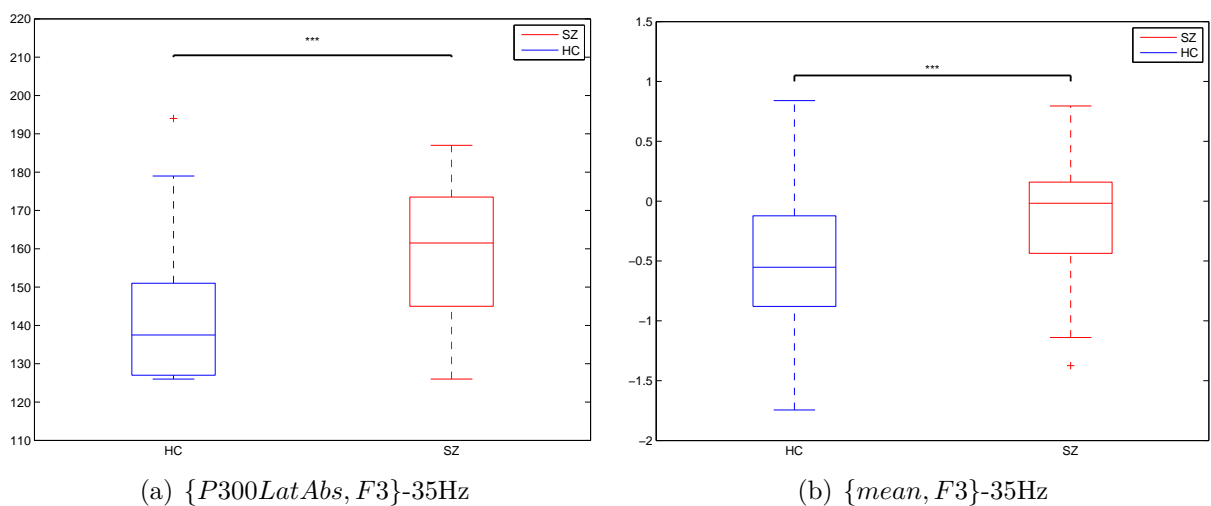 220
210
200
190
180
170
160
150
140
130
120
110
***
SZ
HC
HC
SZ
(a) {P300LatAbs, F3}-35Hz
1.5
1
0.5
0
−0.5
−1
−1.5
−2
***
SZ
HC
HC
SZ
(b) {mean, F3}-35Hz